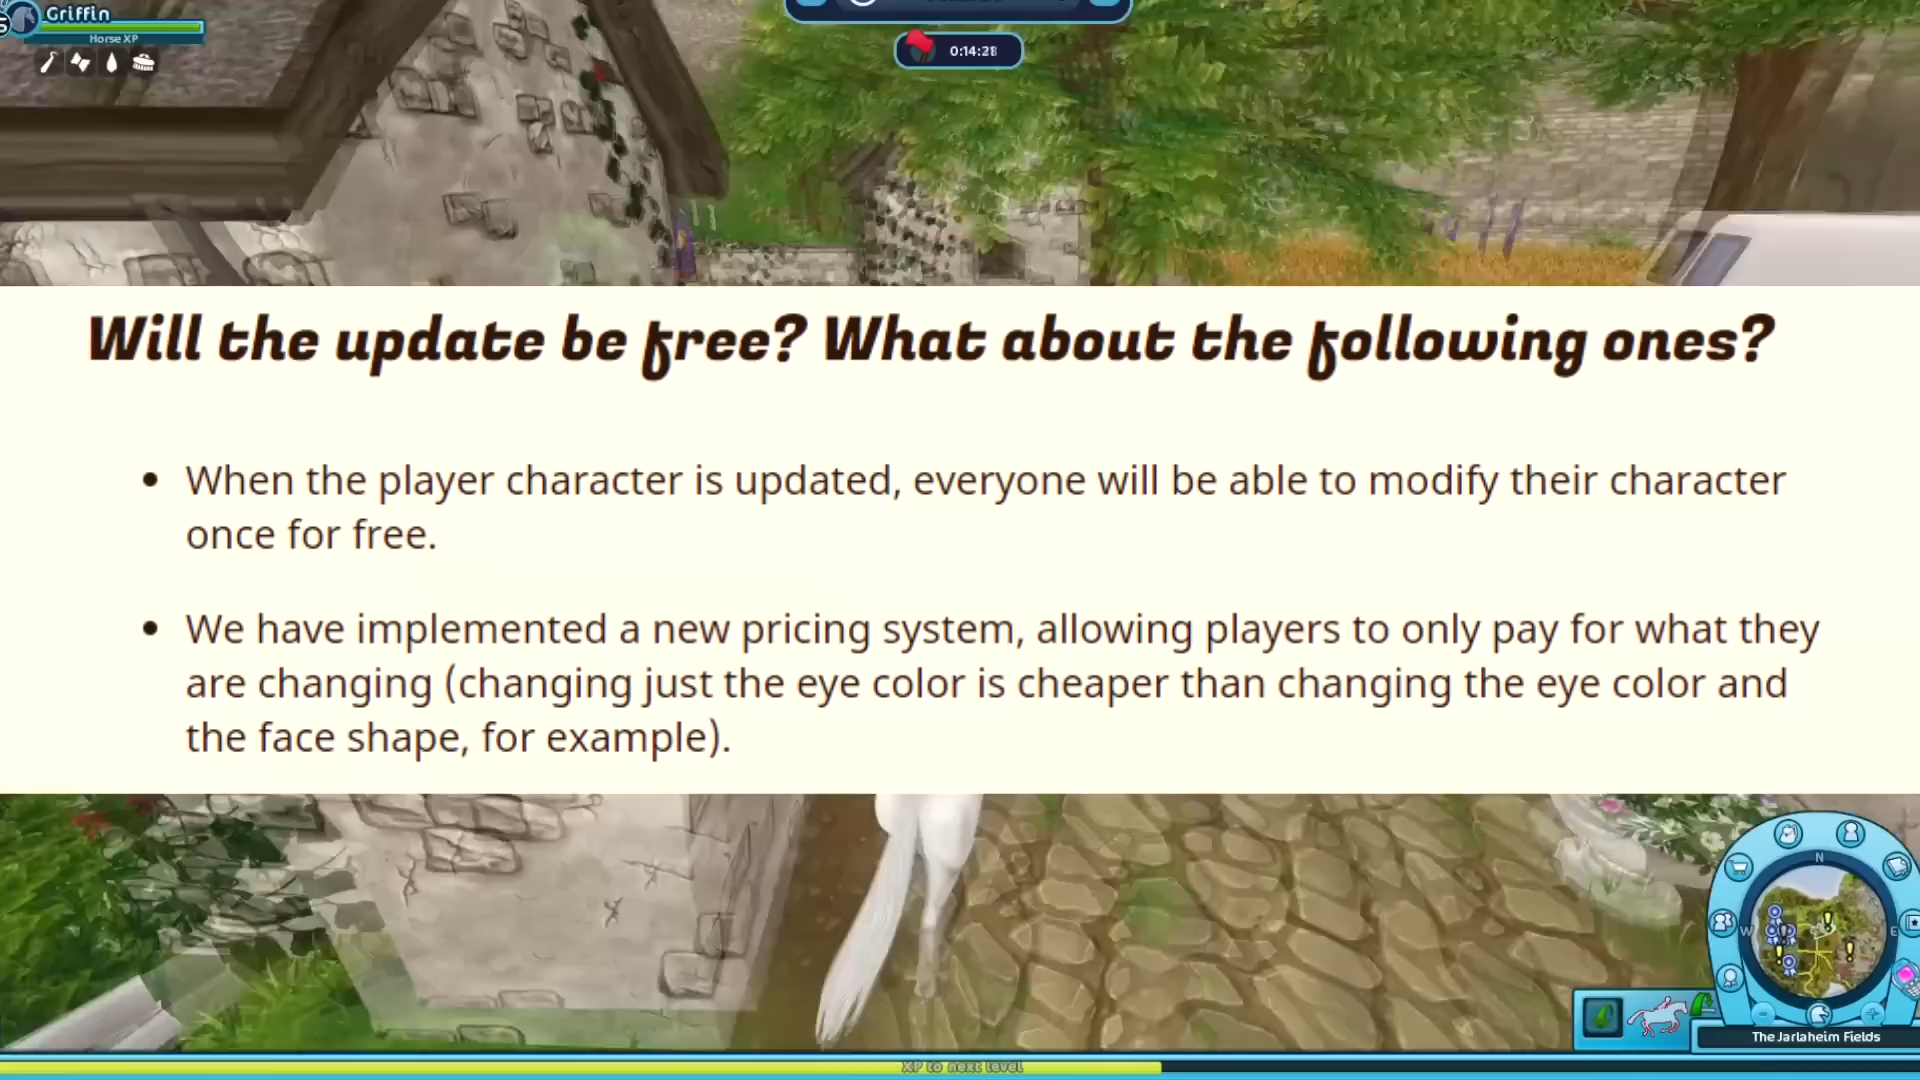 Griffin
Horse XP
0:14:28
Will the update be free? What about the following ones?
• When the player character is updated, everyone will be able to modify their character
once for free.
• We have implemented a new pricing system, allowing players to only pay for what they
are changing (changing just the eye color is cheaper than changing the eye color and
the face shape, for example).
N
W
E
The Jarlaheim Fields
XP to next level